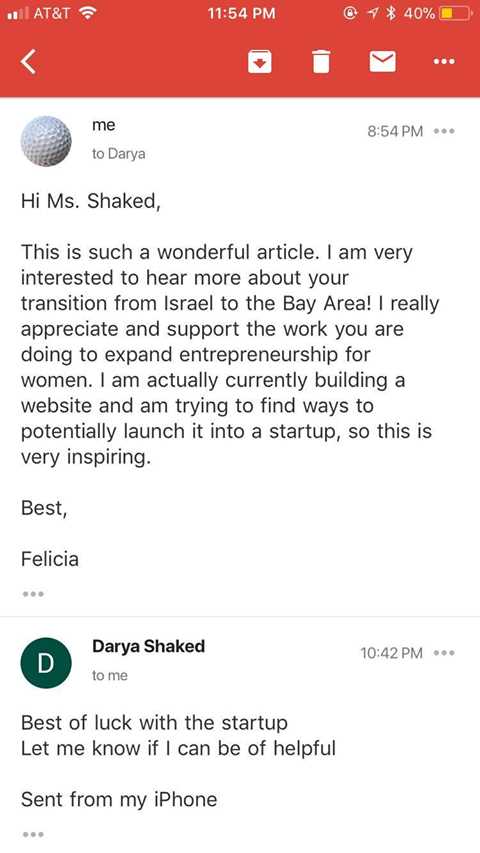 AT&T 11:54 PM 40%
me 8:54 PM
to Darya
Hi Ms. Shaked,
This is such a wonderful article. I am very
interested to hear more about your
transition from Israel to the Bay Area! I really
appreciate and support the work you are
doing to expand entrepreneurship for
women. I am actually currently building a
website and am trying to find ways to
potentially launch it into a startup, so this is
very inspiring.
Best,
Felicia
D
Darya Shaked 10:42 PM
to me
Best of luck with the startup
Let me know if I can be of helpful
Sent from my iPhone